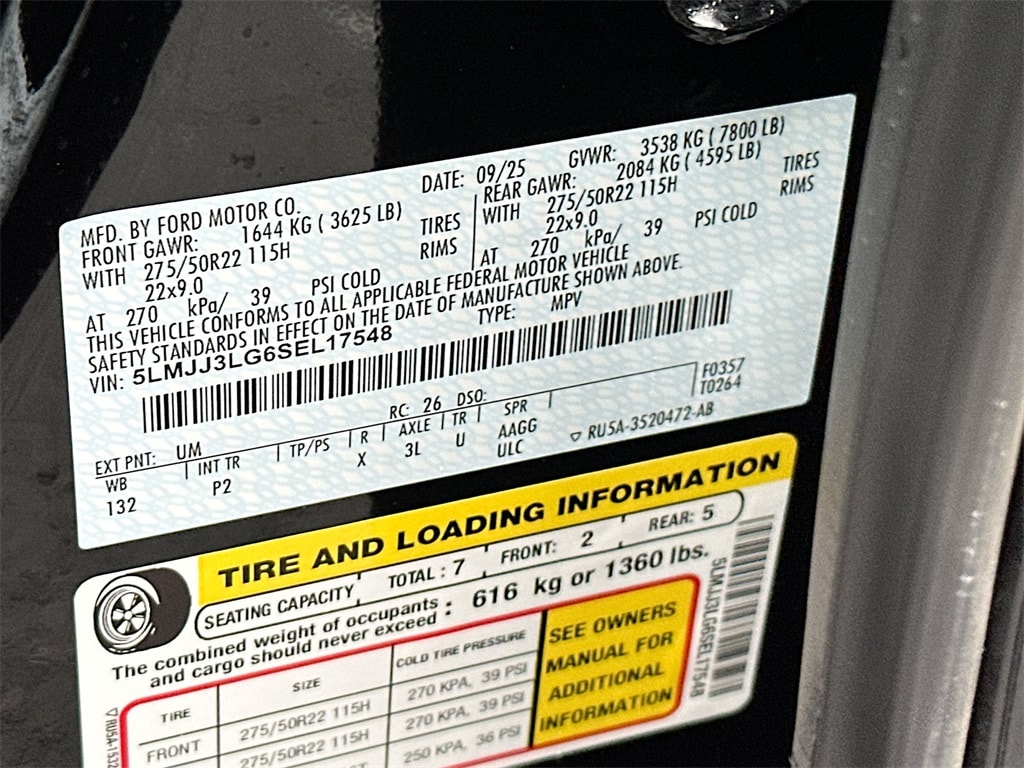 MFD. BY FORD MOTOR CO.
DATE: 09/25 GVWR: 3538 KG ( 7800 LB)
FRONT GAWR: 1644 KG ( 3625 LB)
REAR GAWR: 2084 KG ( 4595 LB)
WITH 275/50R22 115H TIRES
WITH 275/50R22 115H TIRES
22x9.0 RIMS
22x9.0 RIMS
AT 270 kPa/ 39 PSI COLD
AT 270 kPa/ 39 PSI COLD
THIS VEHICLE CONFORMS TO ALL APPLICABLE FEDERAL MOTOR VEHICLE
SAFETY STANDARDS IN EFFECT ON THE DATE OF MANUFACTURE SHOWN ABOVE.
VIN: 5LMJJ3LG6SEL17548 TYPE: MPV
EXT PNT: UM RC: 26 DSO:
F0357
T0264
WB INT TR TP/PS R AXLE TR SPR
132 P2 X 3L U AAGG
ULC
▽ RU5A-3520472-AB
TIRE AND LOADING INFORMATION
SEATING CAPACITY TOTAL : 7 FRONT: 2 REAR: 5
The combined weight of occupants
and cargo should never exceed : 616 kg or 1360 lbs.
TIRE SIZE COLD TIRE PRESSURE
FRONT 275/50R22 115H 270 KPA, 39 PSI
275/50R22 115H 270 KPA, 39 PSI
250 KPA, 36 PSI
SEE OWNERS
MANUAL FOR
ADDITIONAL
INFORMATION
5LMJJ3LG6SEL17548
▽ RU5A-1532